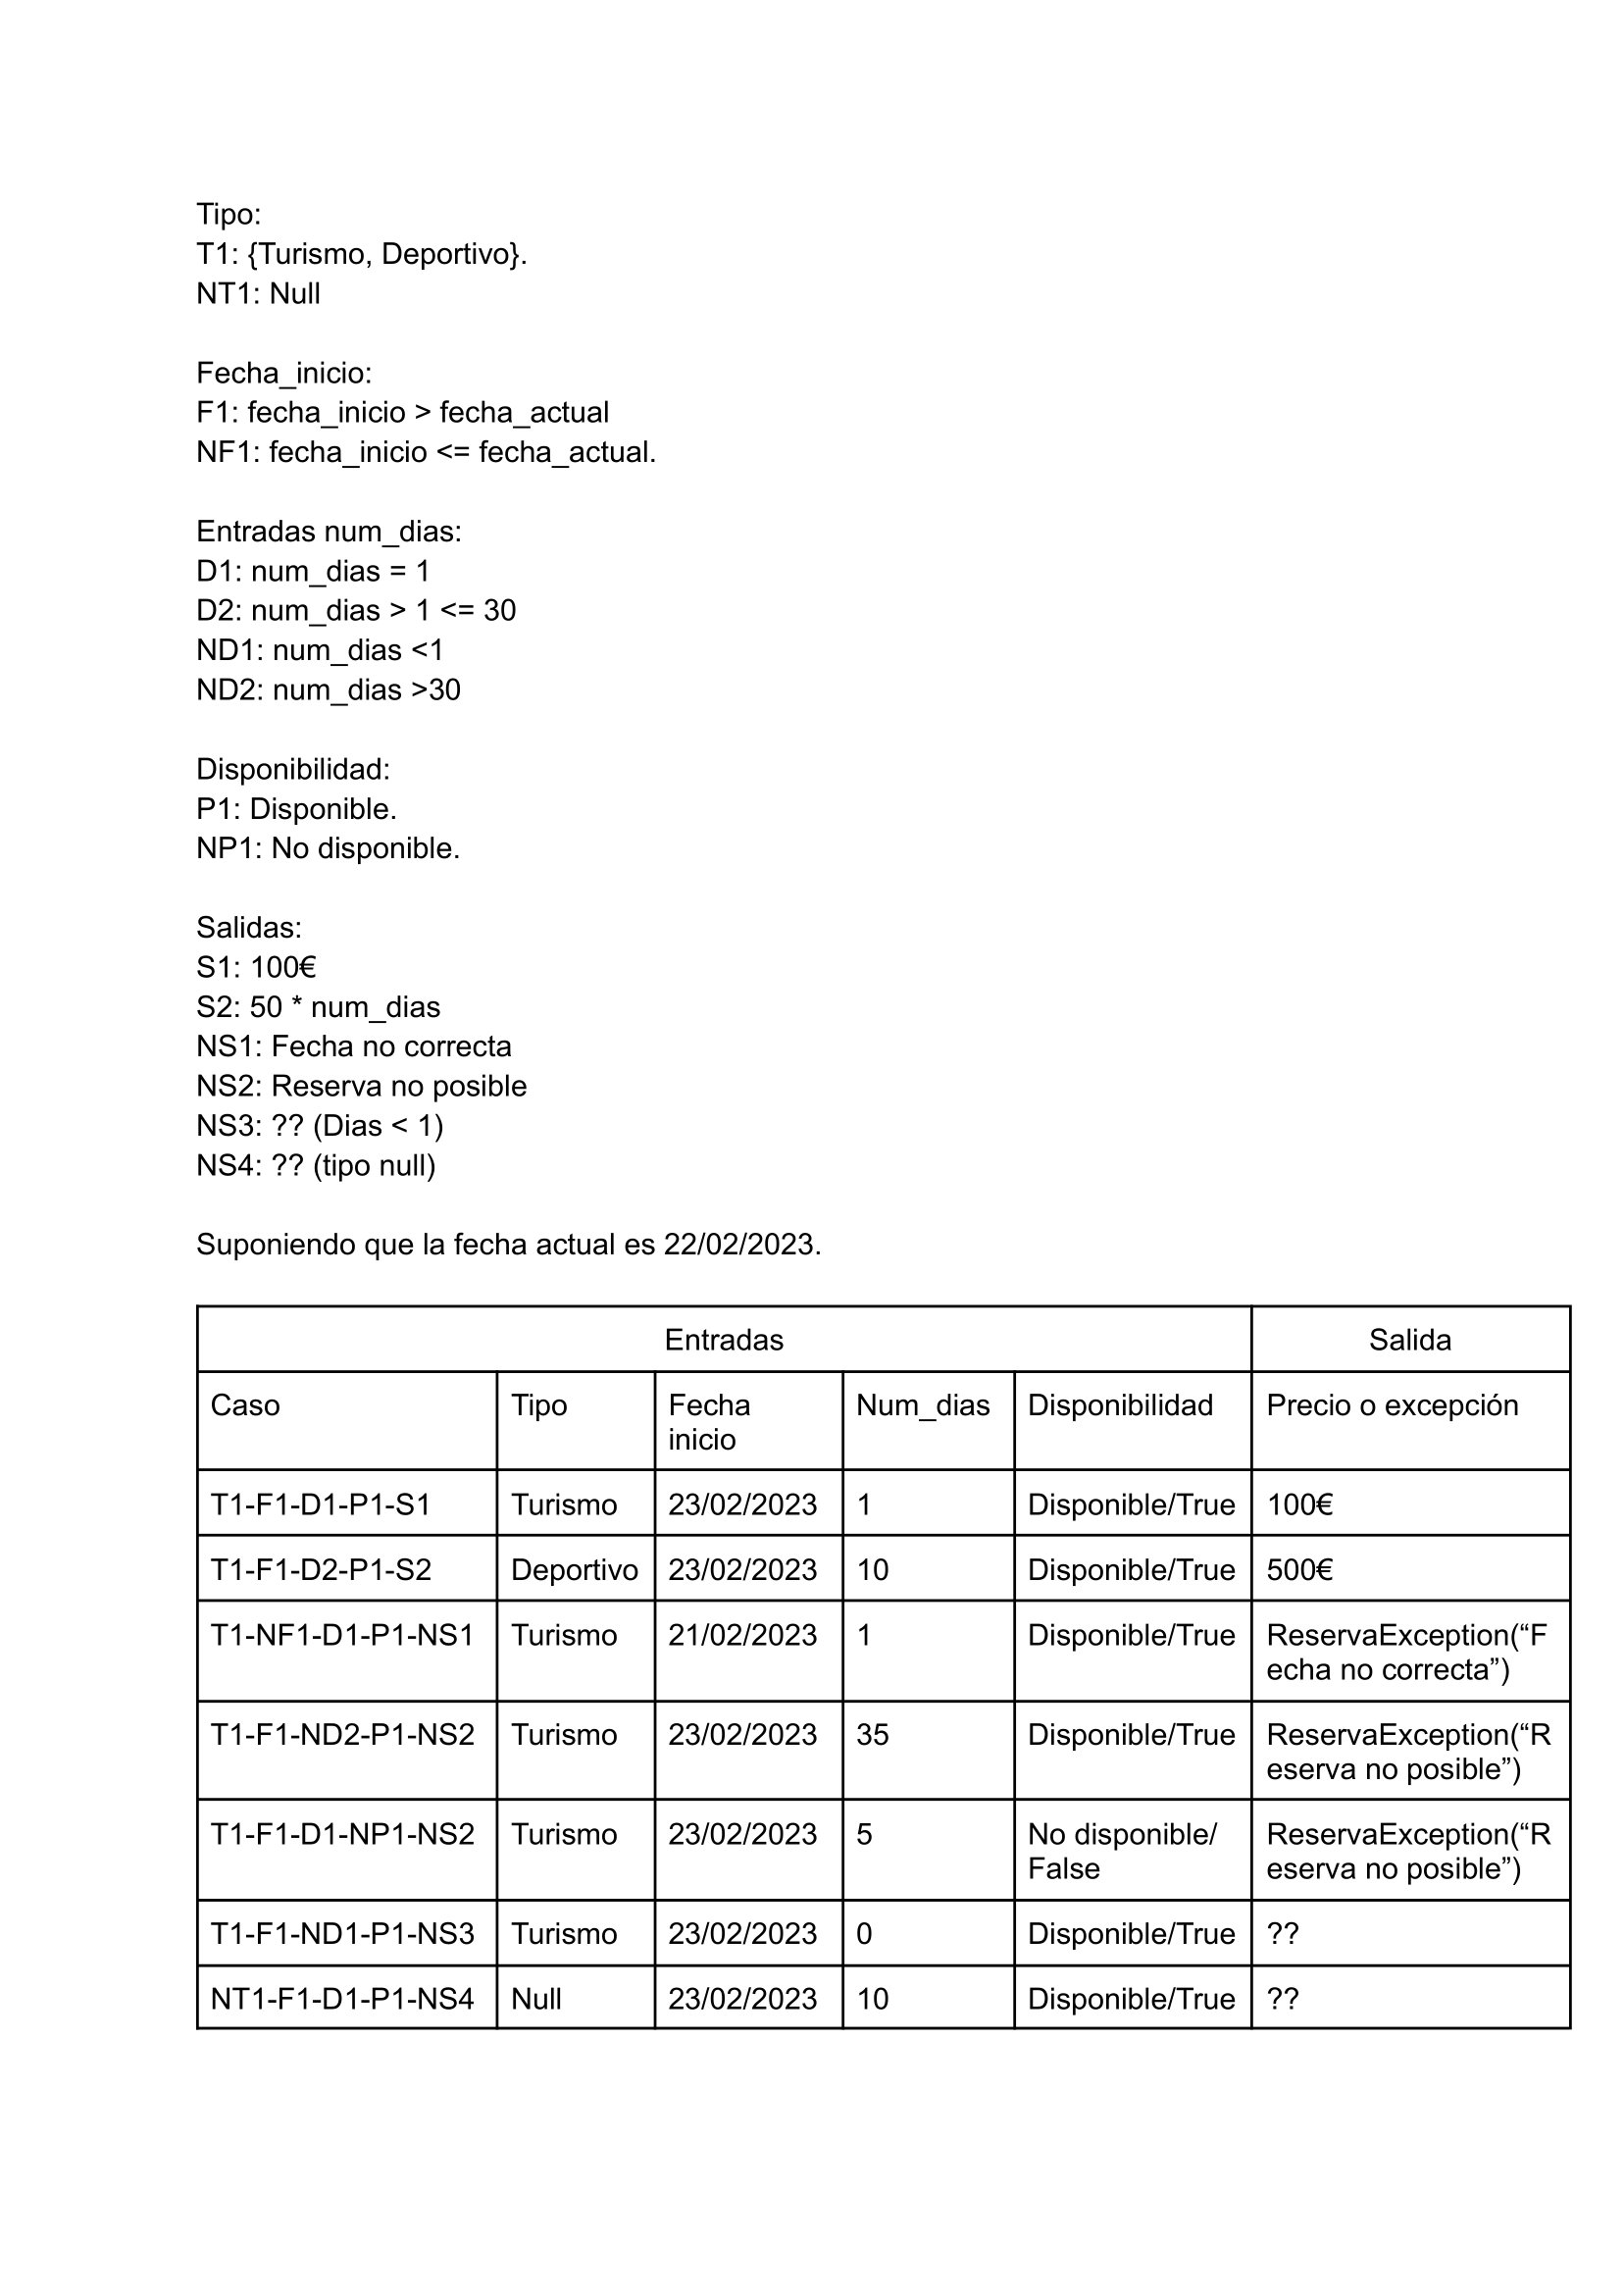 Tipo:
T1: {Turismo, Deportivo}.
NT1: Null
Fecha_inicio:
F1: fecha_inicio > fecha_actual
NF1: fecha_inicio <= fecha_actual.
Entradas num_dias:
D1: num_dias = 1
D2: num_dias > 1 <= 30
ND1: num_dias <1
ND2: num_dias >30
Disponibilidad:
P1: Disponible.
NP1: No disponible.
Salidas:
S1: 100€
S2: 50 * num_dias
NS1: Fecha no correcta
NS2: Reserva no posible
NS3: ?? (Dias < 1)
NS4: ?? (tipo null)
Suponiendo que la fecha actual es 22/02/2023.
Entradas Salida
Caso Tipo Fecha Num_dias Disponibilidad Precio o excepción
inicio
T1-F1-D1-P1-S1 Turismo 23/02/2023 1 Disponible/True 100€
T1-F1-D2-P1-S2 Deportivo 23/02/2023 10 Disponible/True 500€
T1-NF1-D1-P1-NS1 Turismo 21/02/2023 1 Disponible/True ReservaException(“F
echa no correcta”)
T1-F1-ND2-P1-NS2 Turismo 23/02/2023 35 Disponible/True ReservaException(“R
eserva no posible”)
T1-F1-D1-NP1-NS2 Turismo 23/02/2023 5 No disponible/ ReservaException(“R
False eserva no posible”)
T1-F1-ND1-P1-NS3 Turismo 23/02/2023 0 Disponible/True ??
NT1-F1-D1-P1-NS4 Null 23/02/2023 10 Disponible/True ??